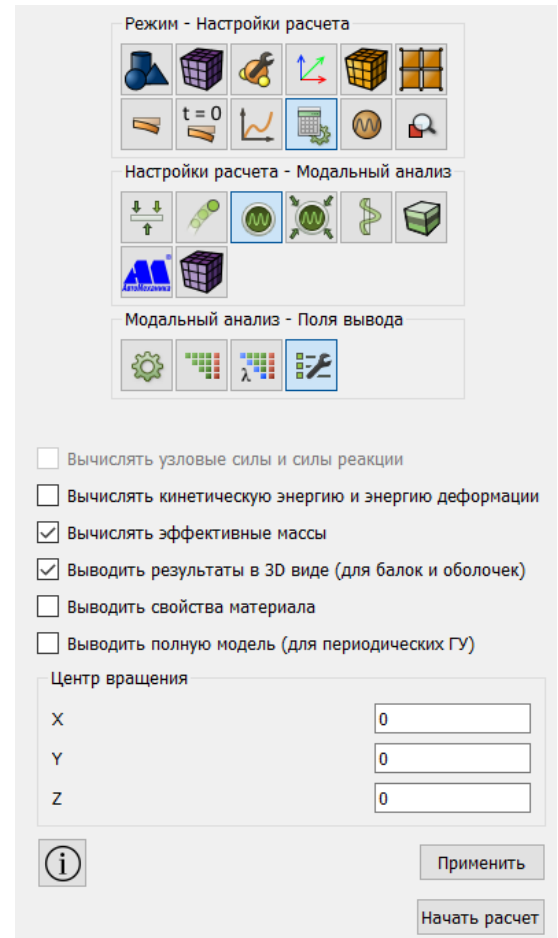 Режим - Настройки расчета
t = 0
Настройки расчета - Модальный анализ
АвтоМеханика
Модальный анализ - Поля вывода
λ
Вычислять узловые силы и силы реакции
Вычислять кинетическую энергию и энергию деформации
Вычислять эффективные массы
Выводить результаты в 3D виде (для балок и оболочек)
Выводить свойства материала
Выводить полную модель (для периодических ГУ)
Центр вращения
X 0
Y 0
Z 0
i Применить
Начать расчет